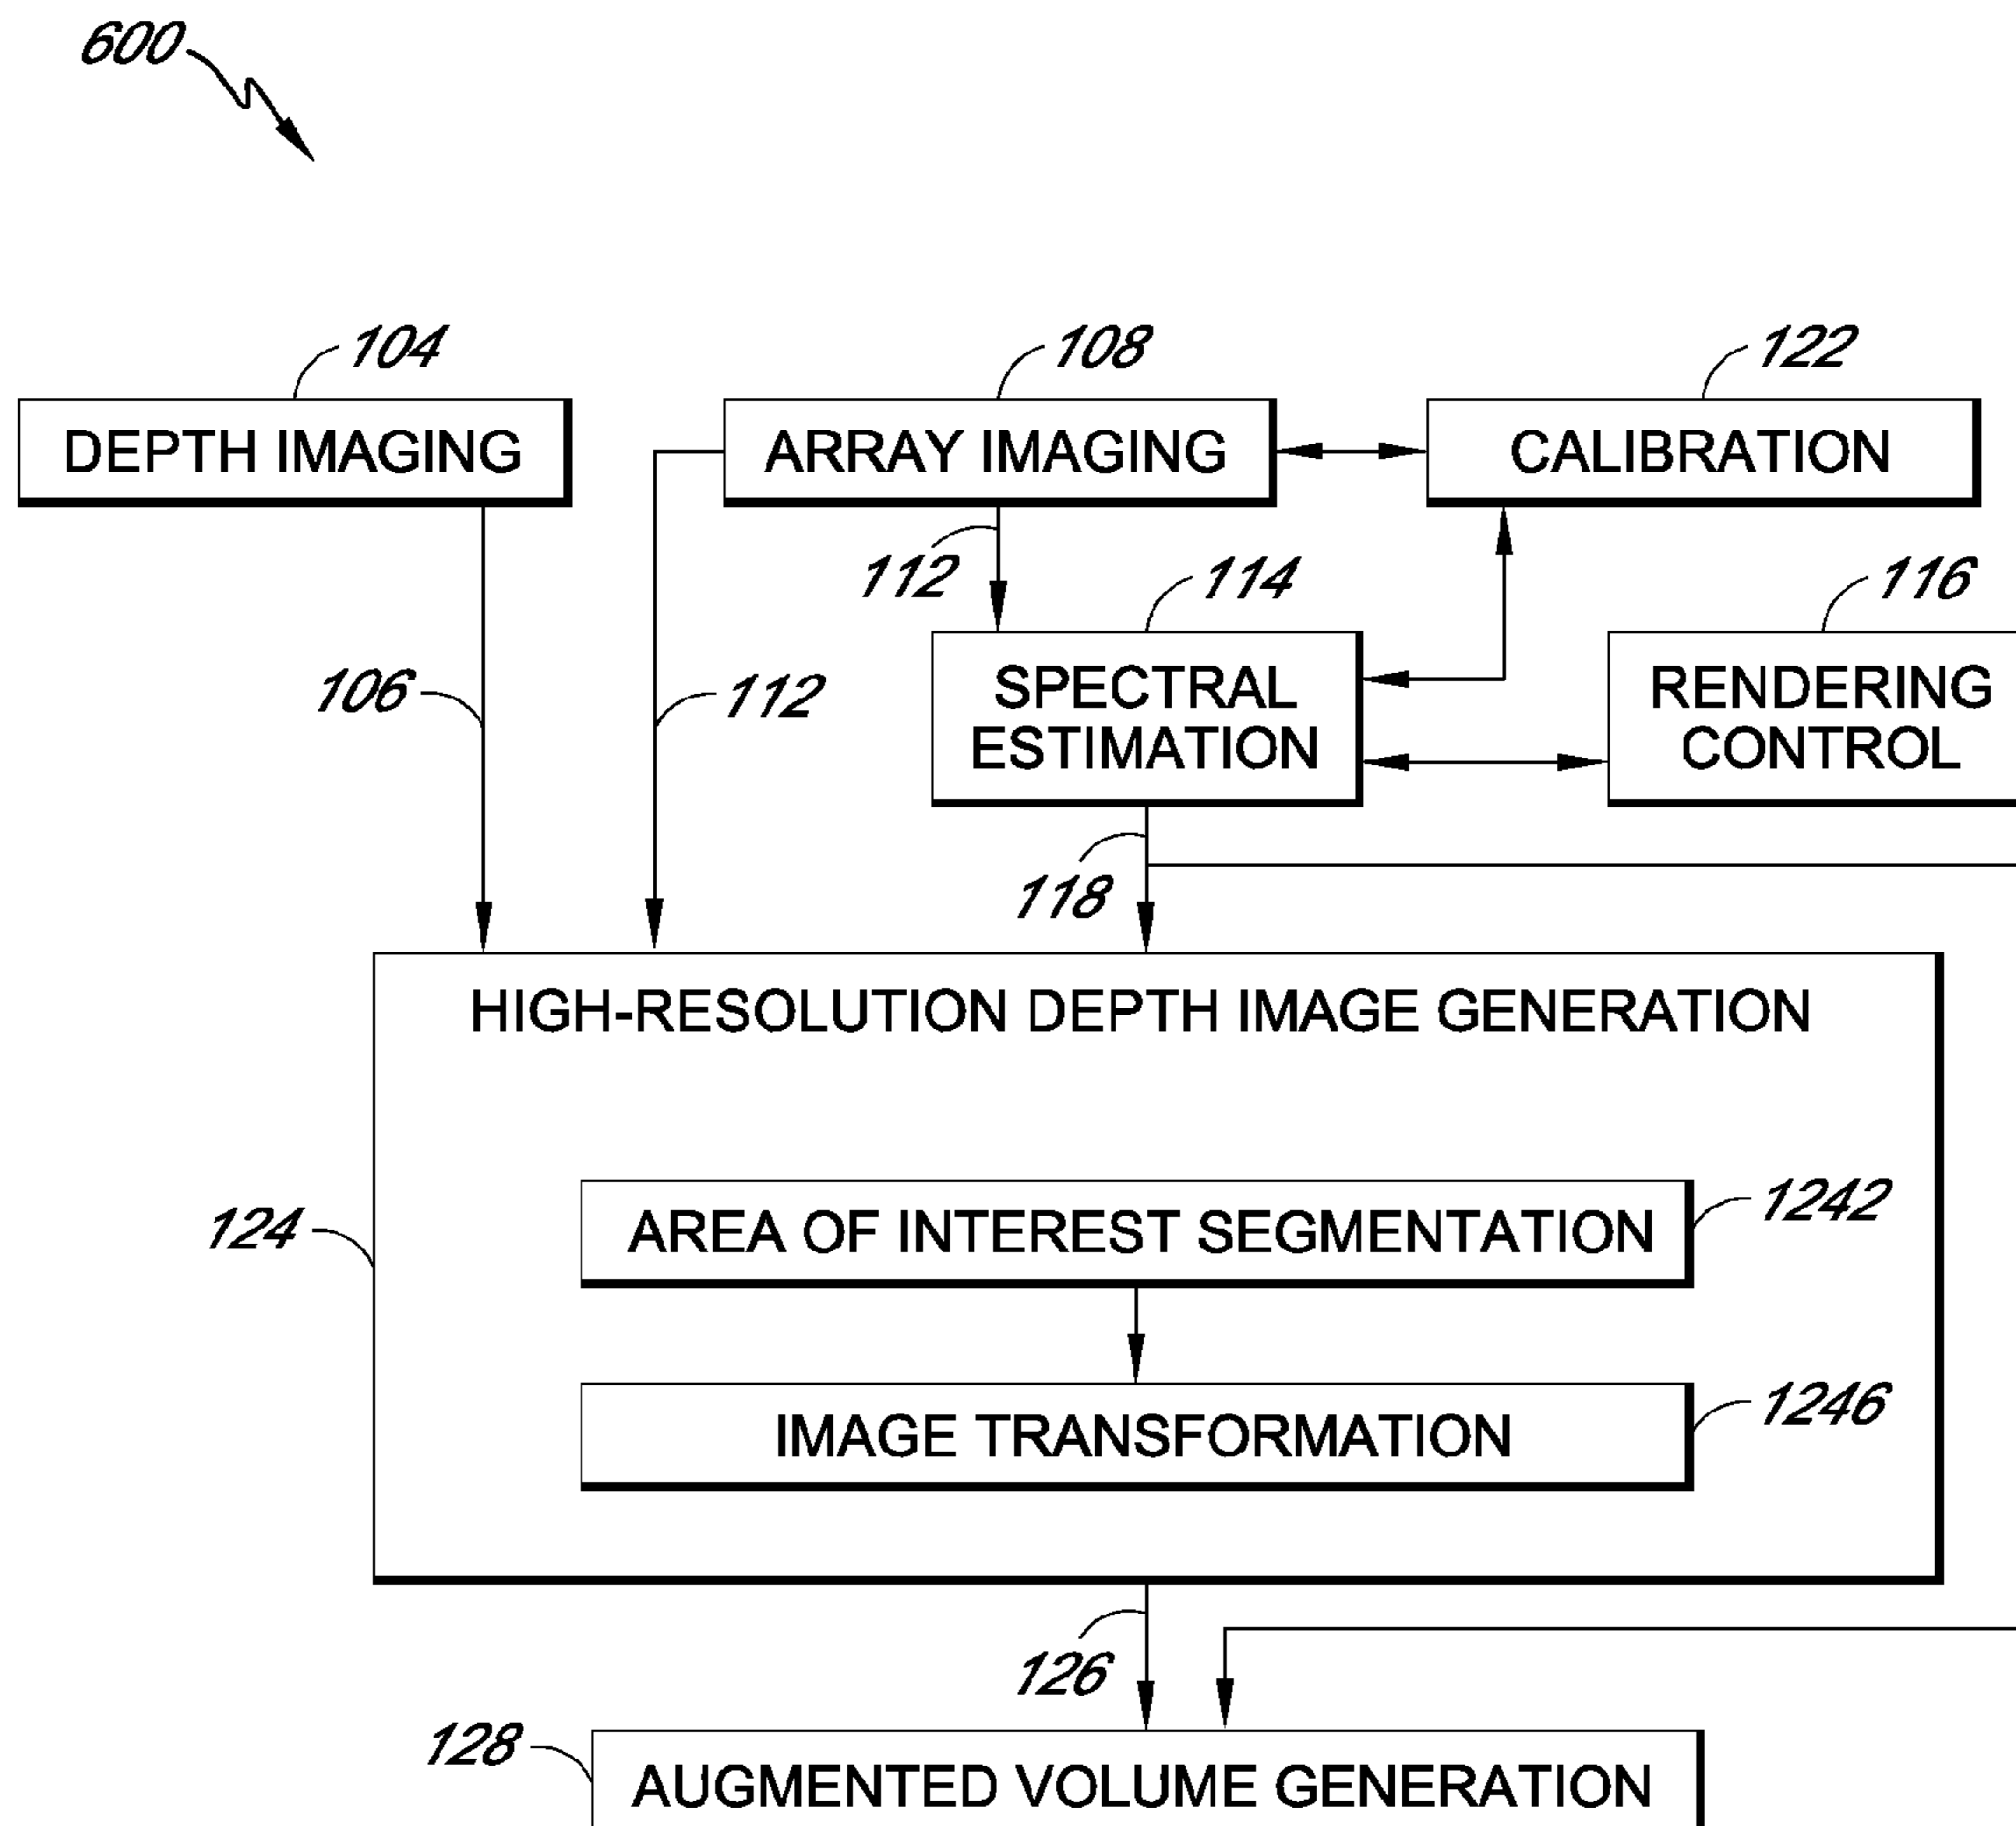 600
104
108
122
DEPTH IMAGING
ARRAY IMAGING
CALIBRATION
112
114
116
106
112
SPECTRAL
ESTIMATION
RENDERING
CONTROL
118
HIGH-RESOLUTION DEPTH IMAGE GENERATION
124
AREA OF INTEREST SEGMENTATION
1242
IMAGE TRANSFORMATION
1246
126
128
AUGMENTED VOLUME GENERATION